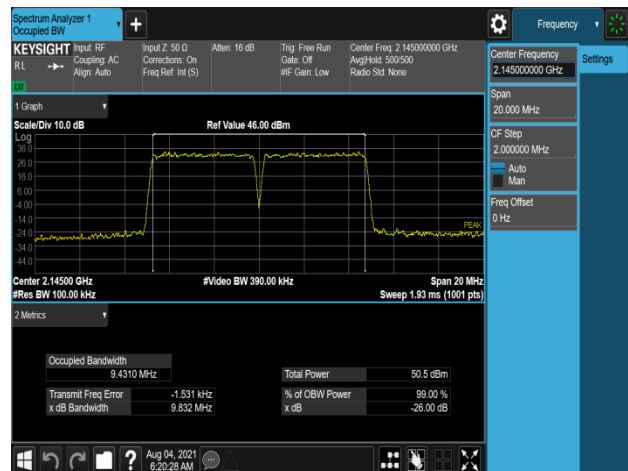 Spectrum Analyzer 1
Occupied BW
Frequency
KEYSIGHT
Input: RF
Input Z: 50 Ω
Atten: 16 dB
Trig: Free Run
Center Freq: 2.145000000 GHz
RL
Coupling: AC
Corrections: On
Gate: Off
Avg|Hold: 500/500
Align: Auto
Freq Ref: Int (S)
#IF Gain: Low
Radio Std: None
LXI
Center Frequency
2.145000000 GHz
Settings
Span
20.000 MHz
CF Step
2.000000 MHz
Auto
Man
Freq Offset
0 Hz
1 Graph
Scale/Div 10.0 dB
Ref Value 46.00 dBm
Log
36.0
26.0
16.0
6.00
-4.00
-14.0
-24.0
-34.0
-44.0
PEAK
Center 2.14500 GHz
#Video BW 390.00 kHz
Span 20 MHz
#Res BW 100.00 kHz
Sweep 1.93 ms (1001 pts)
2 Metrics
Occupied Bandwidth
9.4310 MHz
Total Power
50.5 dBm
Transmit Freq Error
-1.531 kHz
% of OBW Power
99.00 %
x dB Bandwidth
9.832 MHz
x dB
-26.00 dB
?
Aug 04, 2021
6:20:28 AM